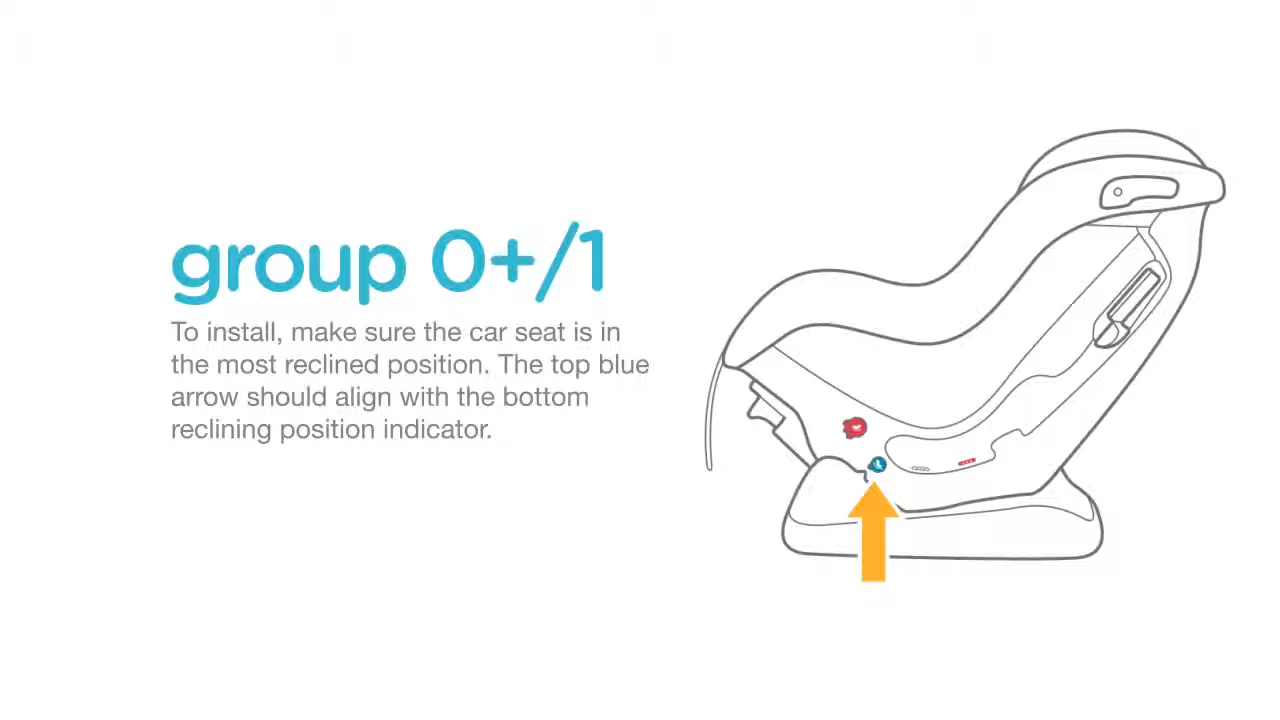 group 0+/1
To install, make sure the car seat is in
the most reclined position. The top blue
arrow should align with the bottom
reclining position indicator.